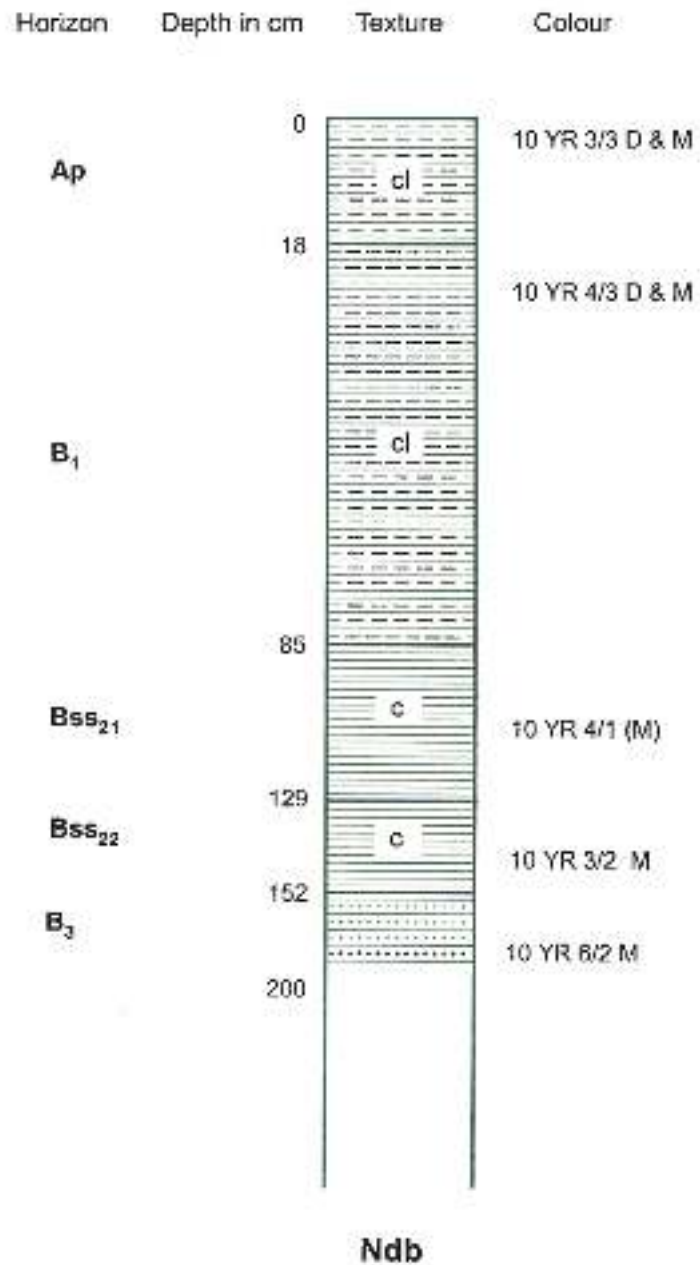 Horizon Depth in cm Texture Colour
0
10 YR 3/3 D & M
Ap
cl
18
10 YR 4/3 D & M
B₁
cl
86
Bss₂₁
c
10 YR 4/1 (M)
129
Bss₂₂
c
10 YR 3/2 M
152
B₃
10 YR 6/2 M
200
Ndb